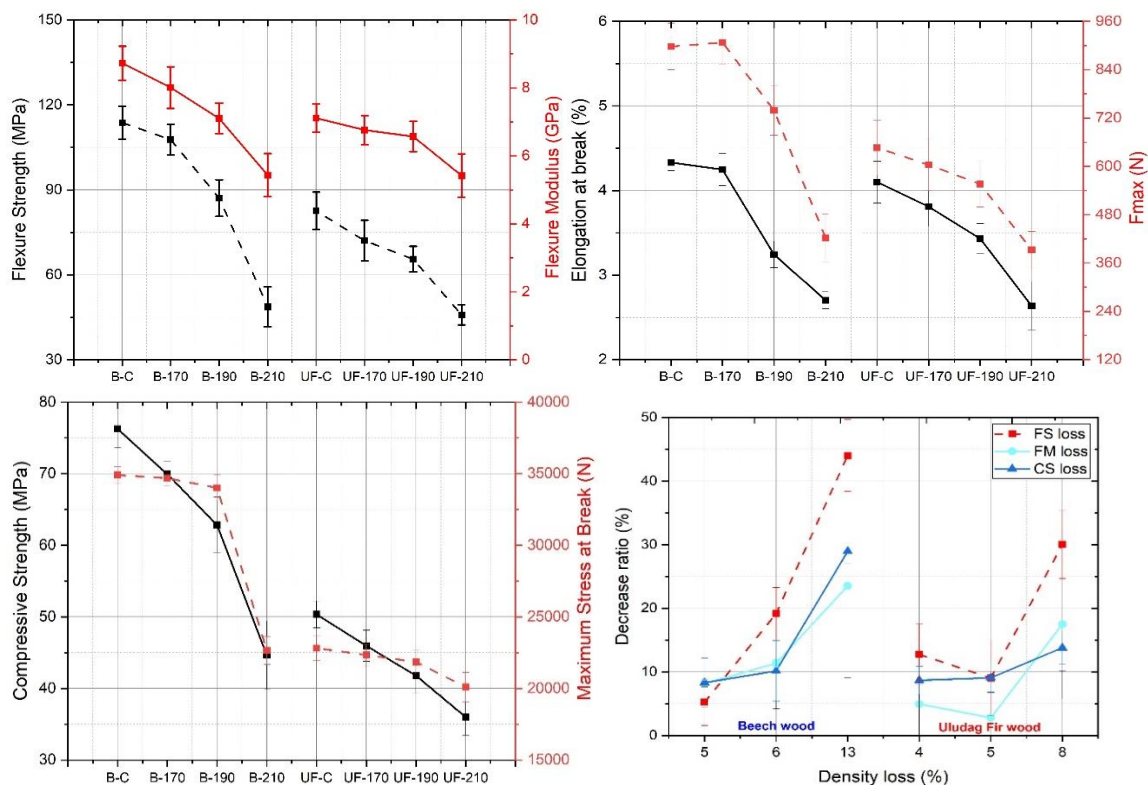 150
120
90
60
30
Flexure Strength (MPa)
10
8
6
4
2
0
Flexure Modulus (GPa)
B-C B-170 B-190 B-210 UF-C UF-170 UF-190 UF-210
6
5
4
3
2
Elongation at break (%)
960
840
720
600
480
360
240
120
Fmax (N)
B-C B-170 B-190 B-210 UF-C UF-170 UF-190 UF-210
80
70
60
50
40
30
Compressive Strength (MPa)
40000
35000
30000
25000
20000
15000
Maximum Stress at Break (N)
B-C B-170 B-190 B-210 UF-C UF-170 UF-190 UF-210
50
40
30
20
10
0
Decrease ratio (%)
FS loss
FM loss
CS loss
Beech wood Uludag Fir wood
5 6 13 4 5 8
Density loss (%)